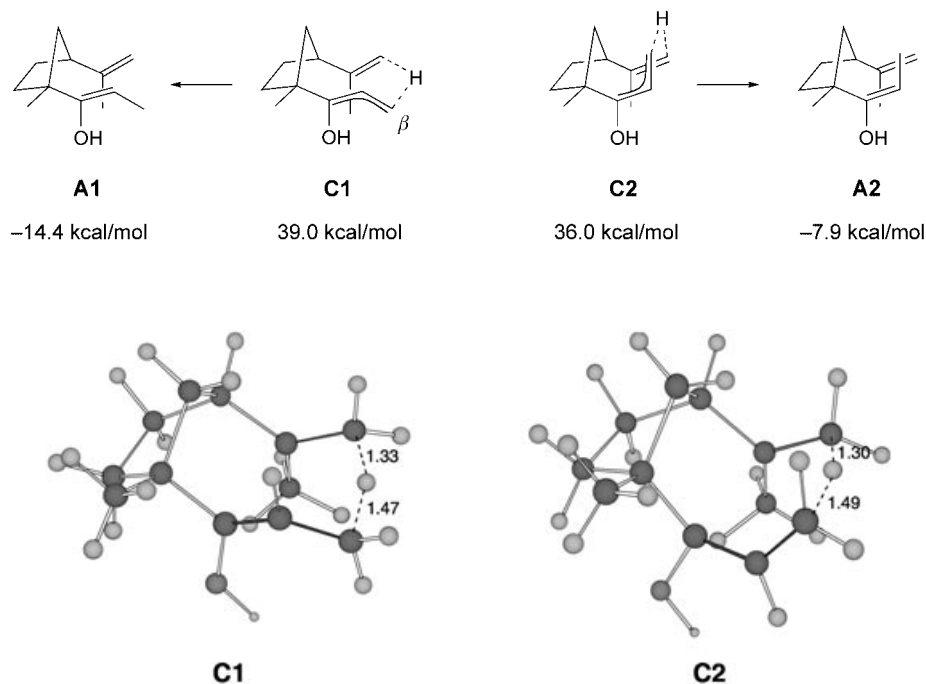 H
H
β
OH
OH
OH
OH
A1
C1
C2
A2
–14.4 kcal/mol
39.0 kcal/mol
36.0 kcal/mol
–7.9 kcal/mol
1.33
1.47
1.30
1.49
C1
C2